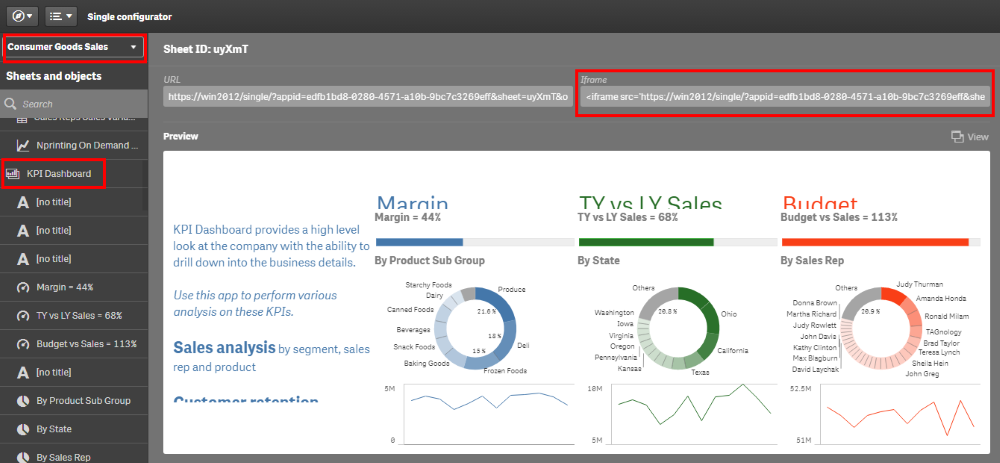 Single configurator
Consumer Goods Sales
Sheet ID: uyXmT
Sheets and objects
URL
Iframe
Search
https://win2012/single/?appid=edfb1bd8-0280-4571-a10b-9bc7c3269eff&sheet=uyXmT&o
<iframe src='https://win2012/single/?appid=edfb1bd8-0280-4571-a10b-9bc7c3269eff&she
Sales Reps Sales
Nprinting On Demand ...
KPI Dashboard
[no title]
[no title]
[no title]
Margin = 44%
TY vs LY Sales = 68%
Budget vs Sales = 113%
[no title]
By Product Sub Group
By State
By Sales Rep
Preview
View
KPI Dashboard provides a high level
look at the company with the ability to
drill down into the business details.
Use this app to perform various
analysis on these KPIs.
Sales analysis by segment, sales
rep and product
Customer retention
Margin
Margin = 44%
By Product Sub Group
Starchy Foods
Dairy
Canned Foods
Beverages
Snack Foods
Baking Goods
Produce
Deli
Frozen Foods
21.6 %
18 %
15 %
5M
0
TY vs LY Sales
TY vs LY Sales = 68%
By State
Others
Washington
Iowa
Virginia
Oregon
Pennsylvania
Kansas
Ohio
California
Texas
20.3 %
10M
5M
Budget
Budget vs Sales = 113%
By Sales Rep
Others
Donna Brown
Martha Richard
Judy Rowlett
John Davis
Kathy Clinton
Max Blagburn
David Laychak
Judy Thurman
Amanda Honda
Ronald Milam
TAGnology
Brad Taylor
Teresa Lynch
Sheila Hein
John Greg
20.9 %
52.5M
51M